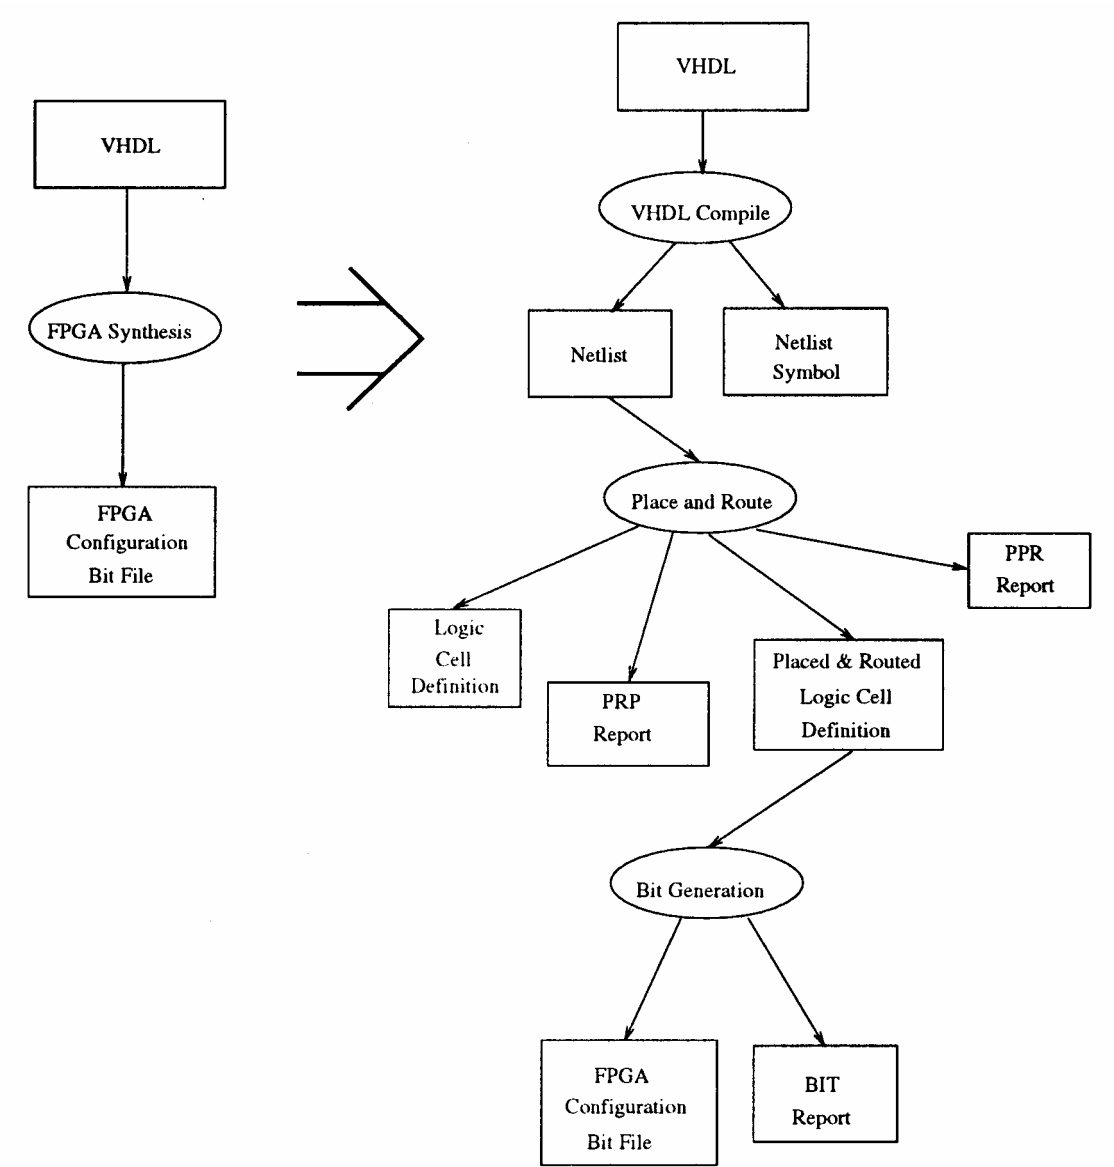 VHDL
FPGA Synthesis
FPGA
Configuration
Bit File
VHDL
VHDL Compile
Netlist
Netlist
Symbol
Place and Route
PPR
Report
Logic
Cell
Definition
PRP
Report
Placed & Routed
Logic Cell
Definition
Bit Generation
FPGA
Configuration
Bit File
BIT
Report